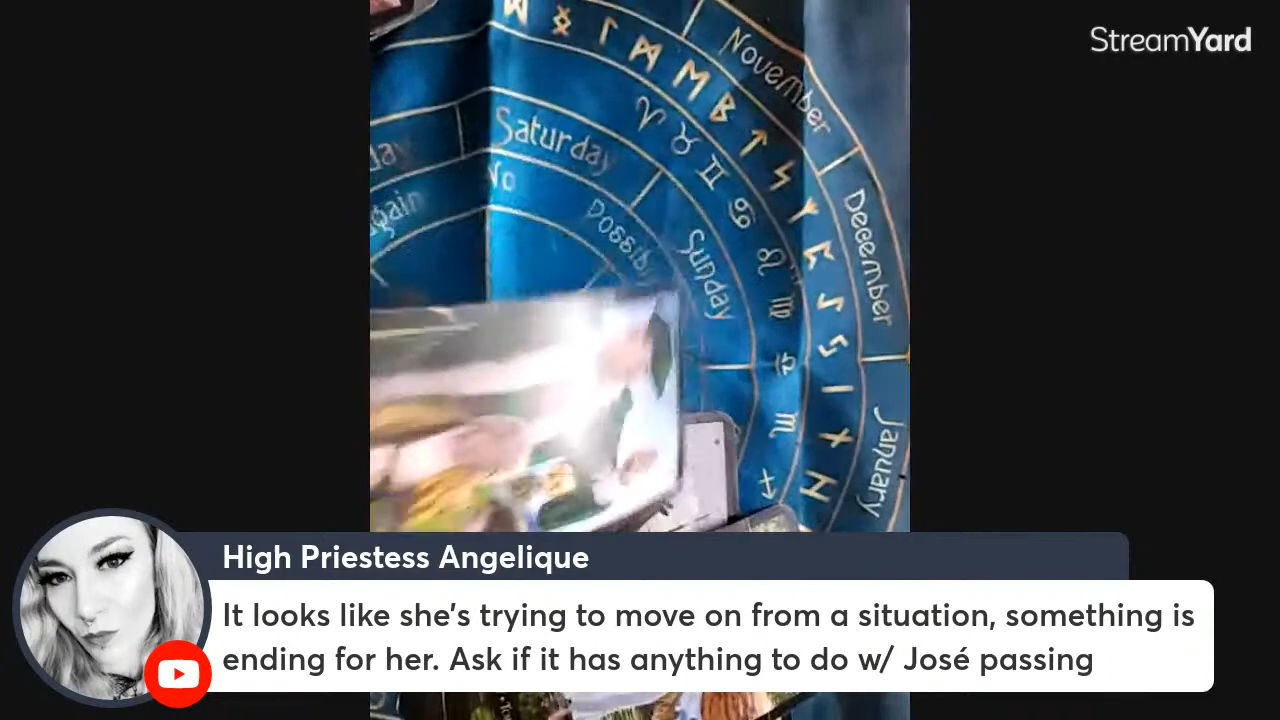 StreamYard
November
Saturday
No
December
Sunday
January
High Priestess Angelique
It looks like she's trying to move on from a situation, something is
ending for her. Ask if it has anything to do w/ José passing